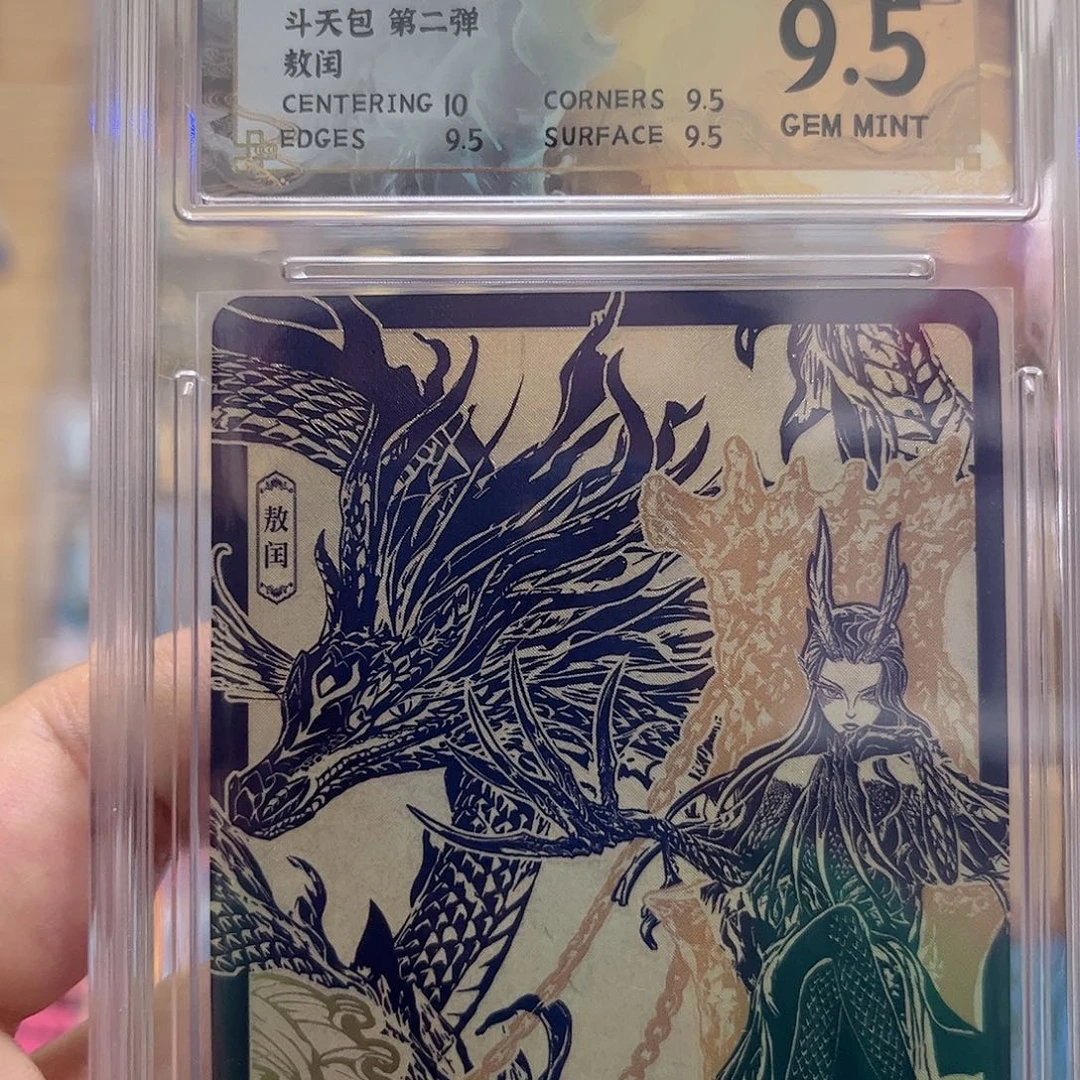 斗天包 第二弹
敖闰
CENTERING 10
CORNERS 9.5
EDGES 9.5
SURFACE 9.5
9.5
GEM MINT
敖闰